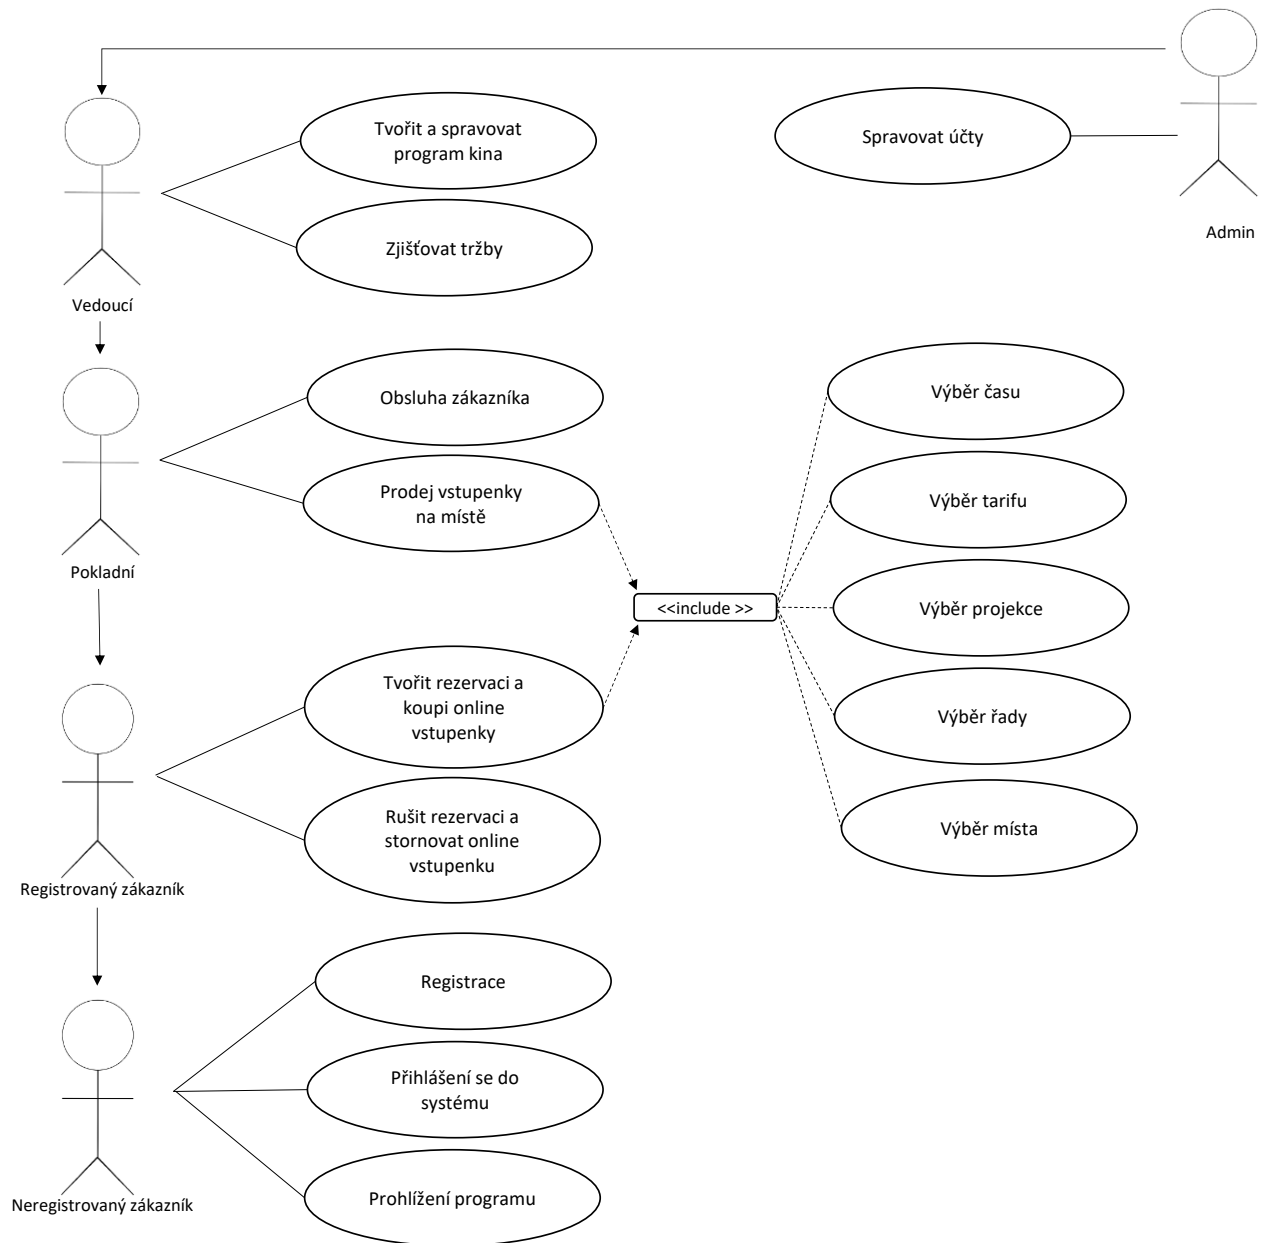 Tvořit a spravovat
program kina
Spravovat účty
Admin
Zjišťovat tržby
Vedoucí
Obsluha zákazníka
Výběr času
Prodej vstupenky
na místě
Výběr tarifu
Pokladní
<<include >>
Výběr projekce
Tvořit rezervaci a
koupi online
vstupenky
Výběr řady
Rušit rezervaci a
stornovat online
vstupenku
Výběr místa
Registrovaný zákazník
Registrace
Přihlášení se do
systému
Prohlížení programu
Neregistrovaný zákazník